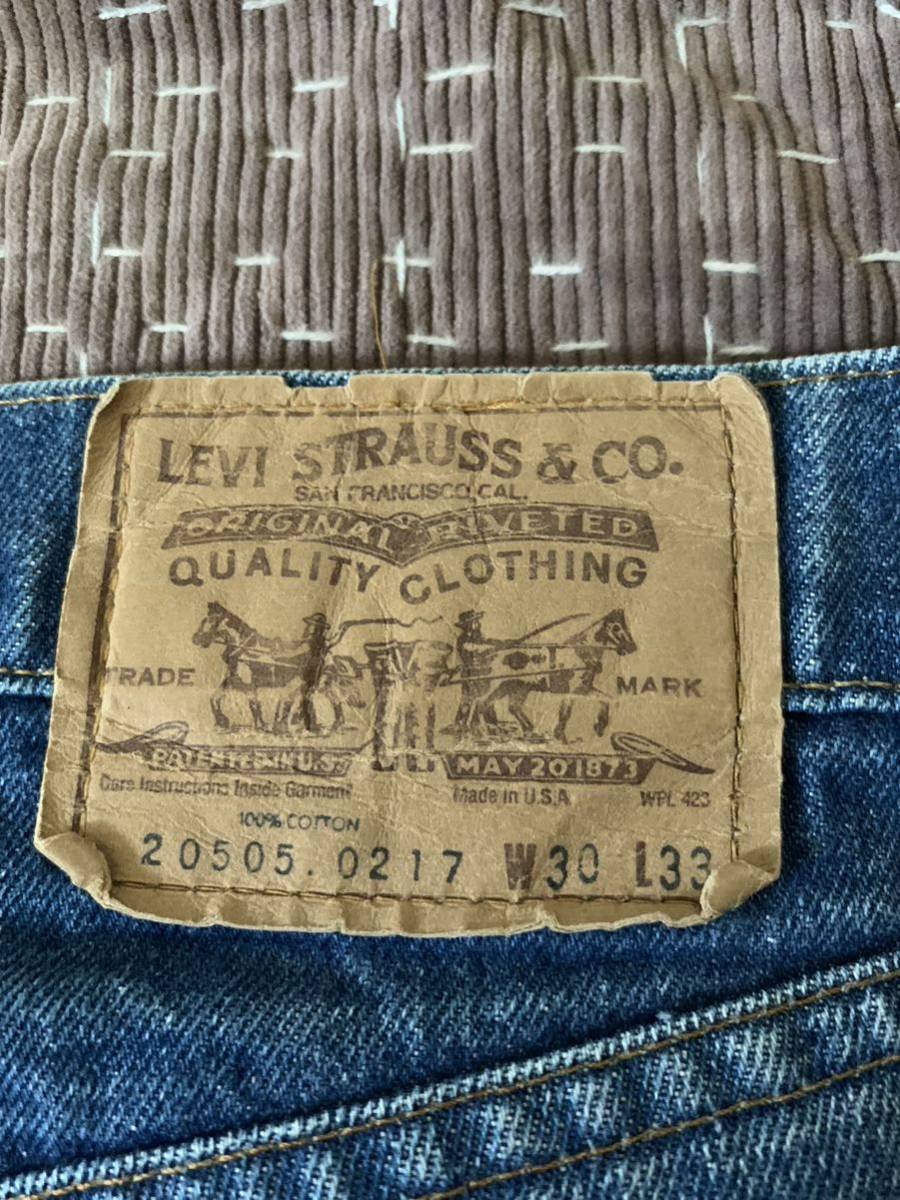 LEVI STRAUSS & CO.
SAN FRANCISCO, CAL.
ORIGINAL RIVETED
QUALITY CLOTHING
TRADE MARK
PATENTED IN U.S. MAY 20 1873
Care Instructions Inside Garment Made in U.S.A. WPL 423
100% COTTON
20505.0217 W30 L33